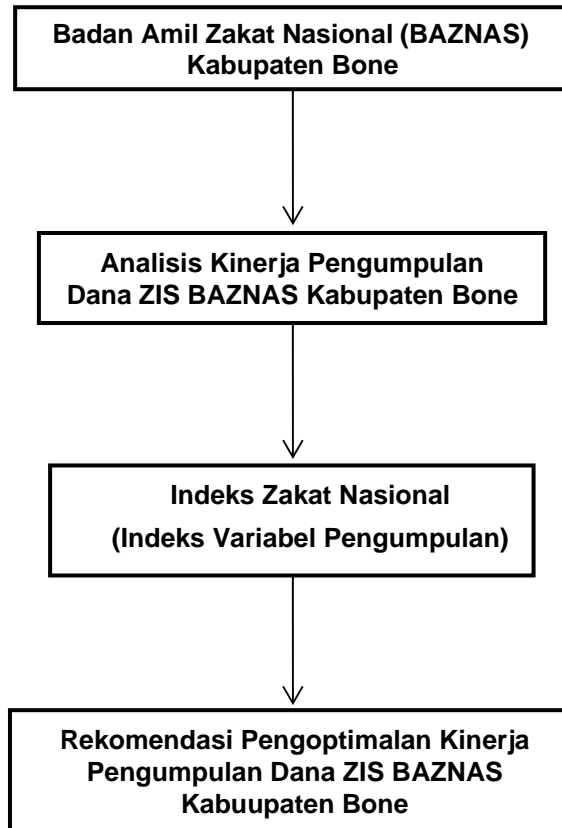 Badan Amil Zakat Nasional (BAZNAS)
Kabupaten Bone
Analisis Kinerja Pengumpulan
Dana ZIS BAZNAS Kabupaten Bone
Indeks Zakat Nasional
(Indeks Variabel Pengumpulan)
Rekomendasi Pengoptimalan Kinerja
Pengumpulan Dana ZIS BAZNAS
Kabuupaten Bone